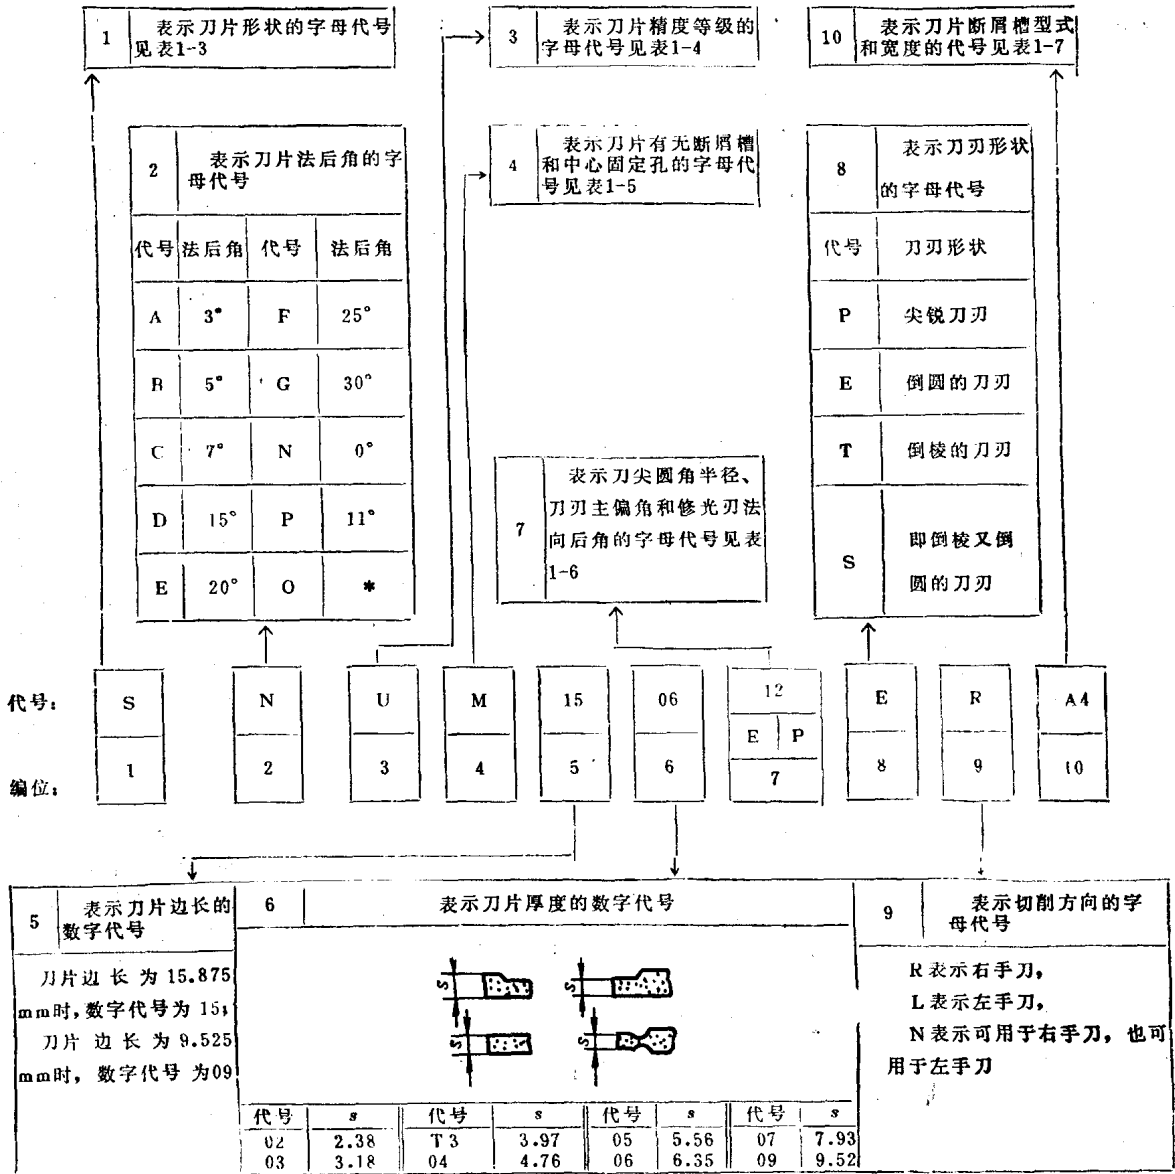 1
表示刀片形状的字母代号
见表1-3
3
表示刀片精度等级的
字母代号见表1-4
10
表示刀片断屑槽型式
和宽度的代号见表1-7
2
表示刀片法后角的字
母代号
代号 法后角 代号 法后角
A 3° F 25°
B 5° G 30°
C 7° N 0°
D 15° P 11°
E 20° O *
4
表示刀片有无断屑槽
和中心固定孔的字母代
号见表1-5
8
表示刀刃形状
的字母代号
代号 刀刃形状
P 尖锐刀刃
E 倒圆的刀刃
T 倒棱的刀刃
S
即倒棱又倒
圆的刀刃
7
表示刀尖圆角半径、
刀刃主偏角和修光刃法
向后角的字母代号见表
1-6
代号: S N U M 15 06 12 E R A4
E P
编位: 1 2 3 4 5 6 7 8 9 10
5
表示刀片边长的
数字代号
刀片边长为15.875
mm时,数字代号为15;
刀片边长为9.525
mm时,数字代号为09
6
表示刀片厚度的数字代号
s s
s s
代号 s 代号 s 代号 s 代号 s
02 2.38 T3 3.97 05 5.56 07 7.93
03 3.18 04 4.76 06 6.35 09 9.52
9
表示切削方向的字
母代号
R表示右手刀,
L表示左手刀,
N表示可用于右手刀,也可
用于左手刀